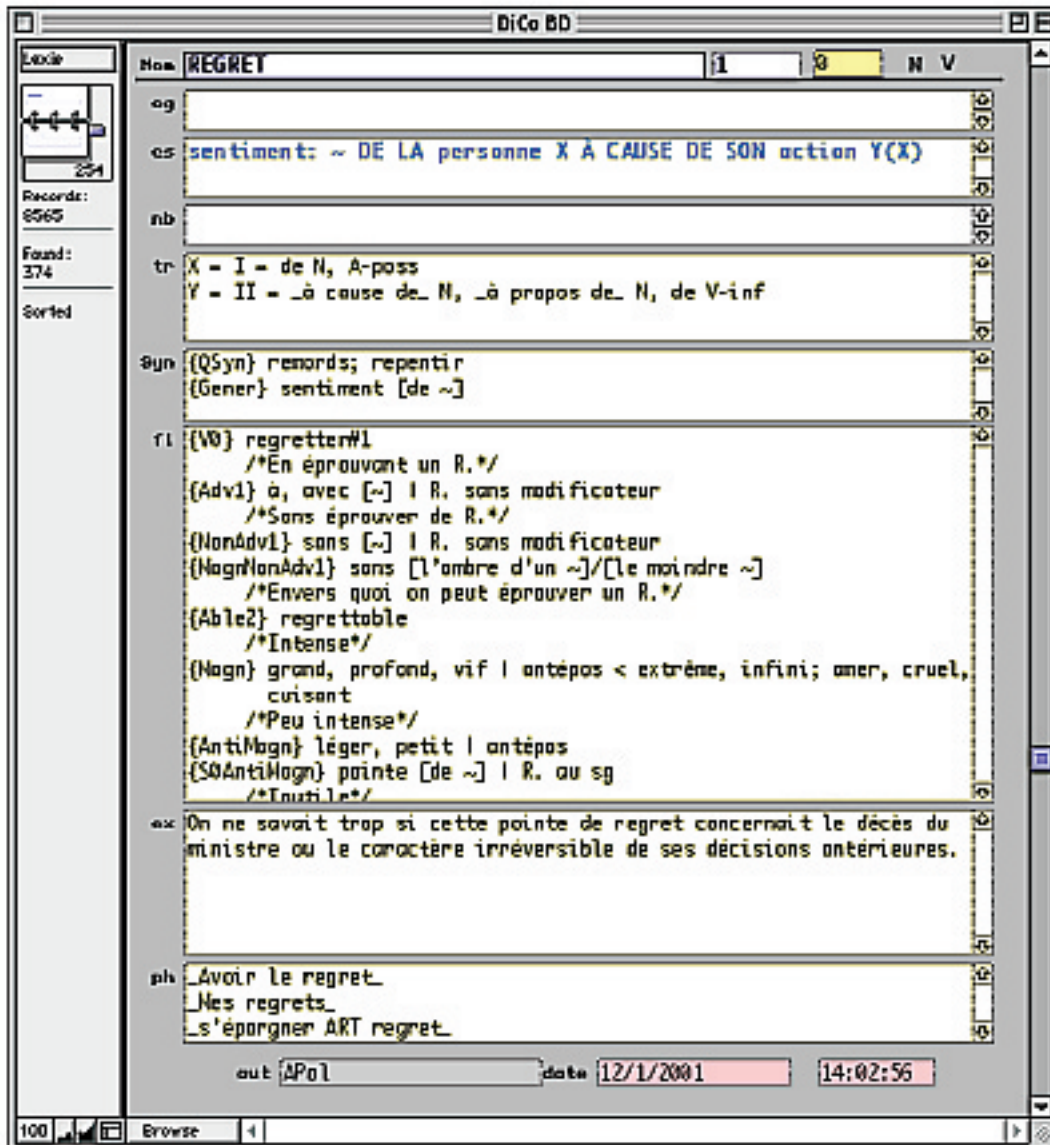 DiCo BD
Lexie
254
Records:
8565
Found:
374
Sorted
Nom REGRET 1 0 N V
cg
cs sentiment: ~ DE LA personne X À CAUSE DE SON action Y(X)
nb
tr X = I = de N, A-poss
Y = II = _à cause de_ N, _à propos de_ N, de V-inf
Syn {QSyn} remords; repentir
{Gener} sentiment [de ~]
fl {V0} regretter#1
/*En éprouvant un R.*/
{Adv1} à, avec [~] | R. sans modificateur
/*Sans éprouver de R.*/
{NonAdv1} sans [~] | R. sans modificateur
{MagnNonAdv1} sans [l'ombre d'un ~]/[le moindre ~]
/*Envers quoi on peut éprouver un R.*/
{Able2} regrettable
/*Intense*/
{Magn} grand, profond, vif | antépos < extrême, infini; amer, cruel,
cuisant
/*Peu intense*/
{AntiMagn} léger, petit | antépos
{S0AntiMagn} pointe [de ~] | R. au sg
/*Inutile*/
ex On ne savait trop si cette pointe de regret concernait le décès du
ministre ou le caractère irréversible de ses décisions antérieures.
ph _Avoir le regret_
_Mes regrets_
_s'épargner ART regret_
aut APol date 12/1/2001 14:02:56
100 Browse